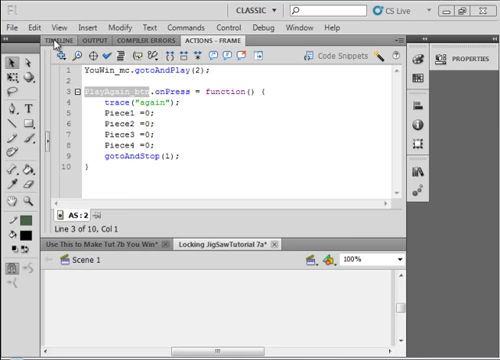 Fl
CLASSIC
CS Live
File Edit View Insert Modify Text Commands Control Debug Window Help
TIMELINE OUTPUT COMPILER ERRORS ACTIONS - FRAME
Code Snippets
PROPERTIES
1 YouWin_mc.gotoAndPlay(2);
2
3 PlayAgain_btn.onPress = function() {
4 trace("again");
5 Piece1 =0;
6 Piece2 =0;
7 Piece3 =0;
8 Piece4 =0;
9 gotoAndStop(1);
10 }
AS: 2
Line 3 of 10, Col 1
Use This to Make Tut 7b You Win* Locking JigSawTutorial 7a*
Scene 1
100%